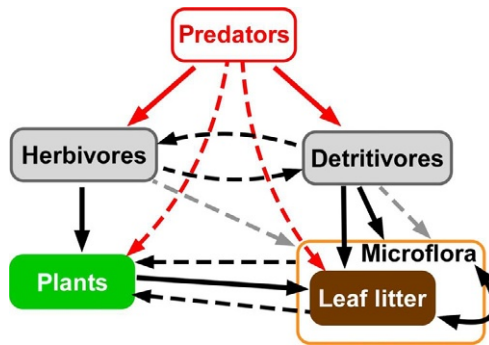 Predators
Herbivores
Detritivores
Microflora
Plants
Leaf litter